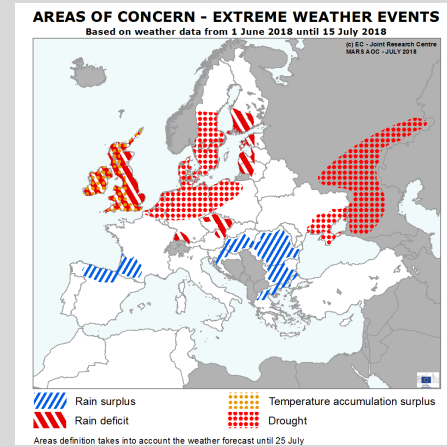 AREAS OF CONCERN - EXTREME WEATHER EVENTS
Based on weather data from 1 June 2018 until 15 July 2018
(c) EC - Joint Research Centre
MARS AOC - JULY 2018
Rain surplus
Temperature accumulation surplus
Rain deficit
Drought
Areas definition takes into account the weather forecast until 25 July